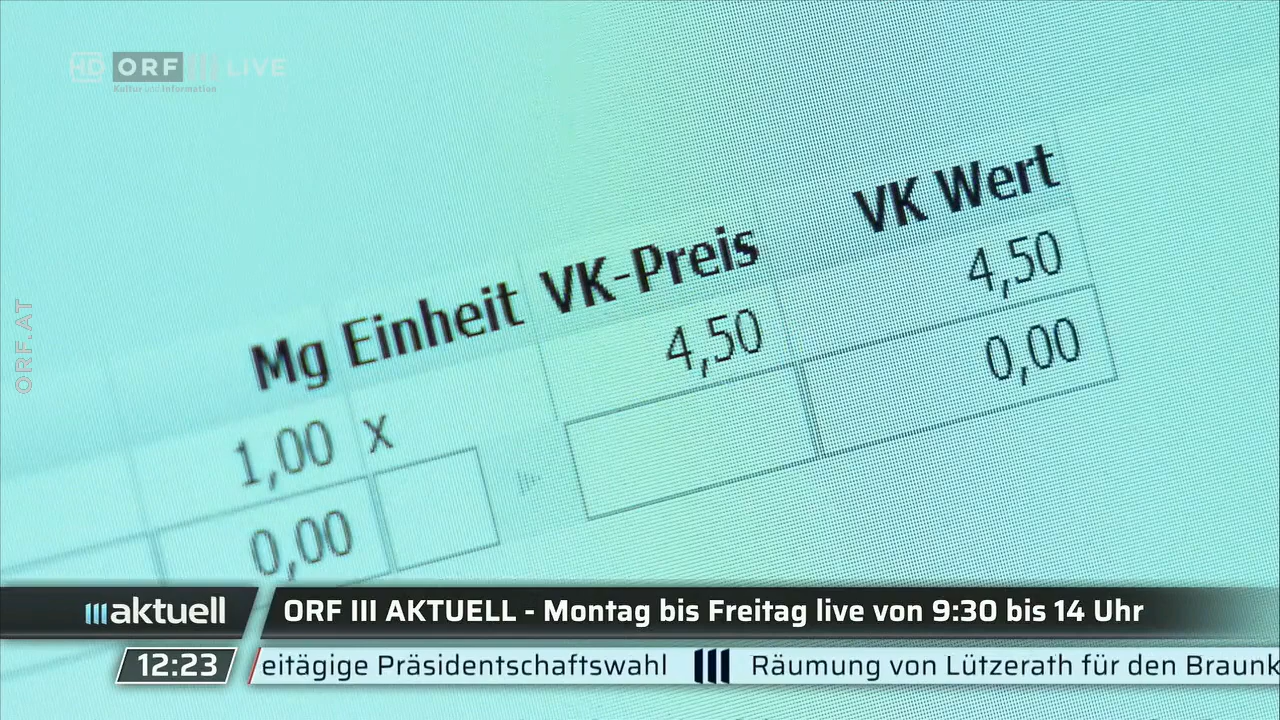 HD ORF III LIVE
Kultur und Information
ORF.AT
Mg Einheit VK-Preis VK Wert
1,00 x 4,50 4,50
0,00 0,00
aktuell ORF III AKTUELL - Montag bis Freitag live von 9:30 bis 14 Uhr
12:23 eitägige Präsidentschaftswahl Räumung von Lützerath für den Braunk